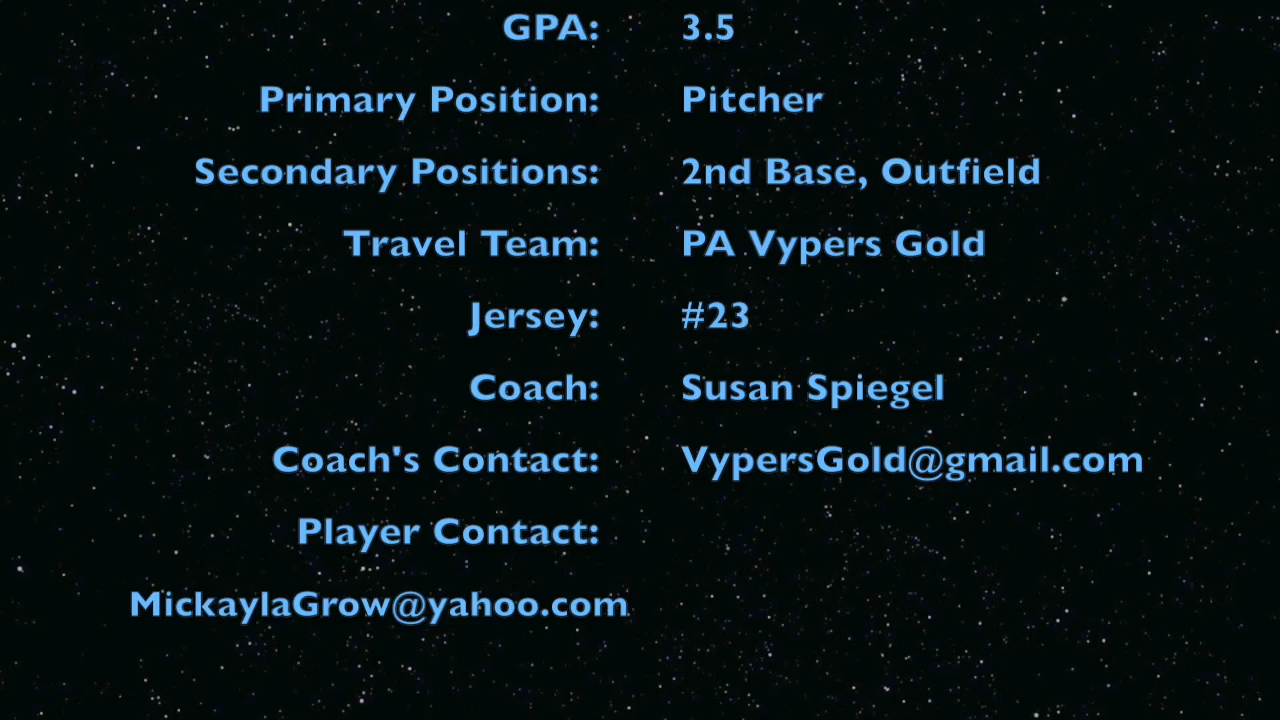 GPA: 3.5
Primary Position: Pitcher
Secondary Positions: 2nd Base, Outfield
Travel Team: PA Vypers Gold
Jersey: #23
Coach: Susan Spiegel
Coach's Contact: VypersGold@gmail.com
Player Contact:
MickaylaGrow@yahoo.com